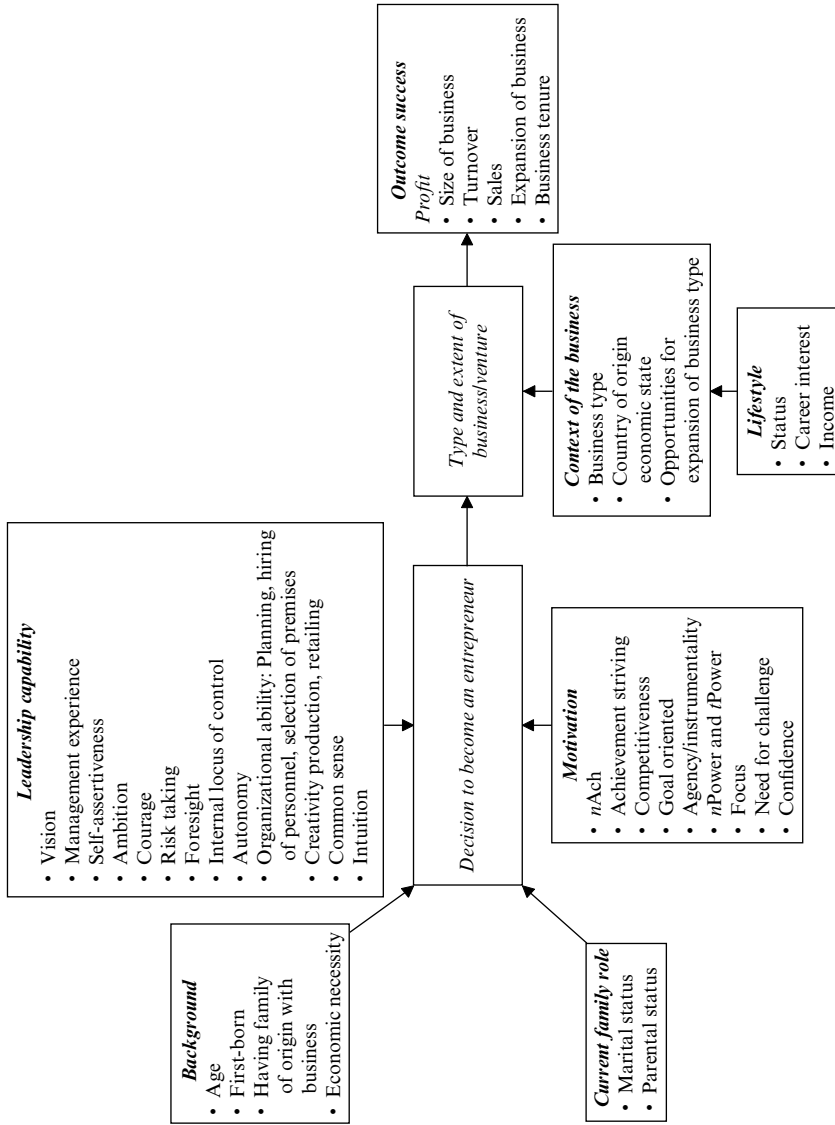 Background
• Age
• First-born
• Having family
of origin with
business
• Economic necessity
Leadership capability
• Vision
• Management experience
• Self-assertiveness
• Ambition
• Courage
• Risk taking
• Foresight
• Internal locus of control
• Autonomy
• Organizational ability: Planning, hiring
of personnel, selection of premises
• Creativity production, retailing
• Common sense
• Intuition
Current family role
• Marital status
• Parental status
Decision to become an entrepreneur
Motivation
• nAch
• Achievement striving
• Competitiveness
• Goal oriented
• Agency/instrumentality
• nPower and tPower
• Focus
• Need for challenge
• Confidence
Type and extent of
business/venture
Context of the business
• Business type
• Country of origin
economic state
• Opportunities for
expansion of business type
Lifestyle
• Status
• Career interest
• Income
Outcome success
Profit
• Size of business
• Turnover
• Sales
• Expansion of business
• Business tenure